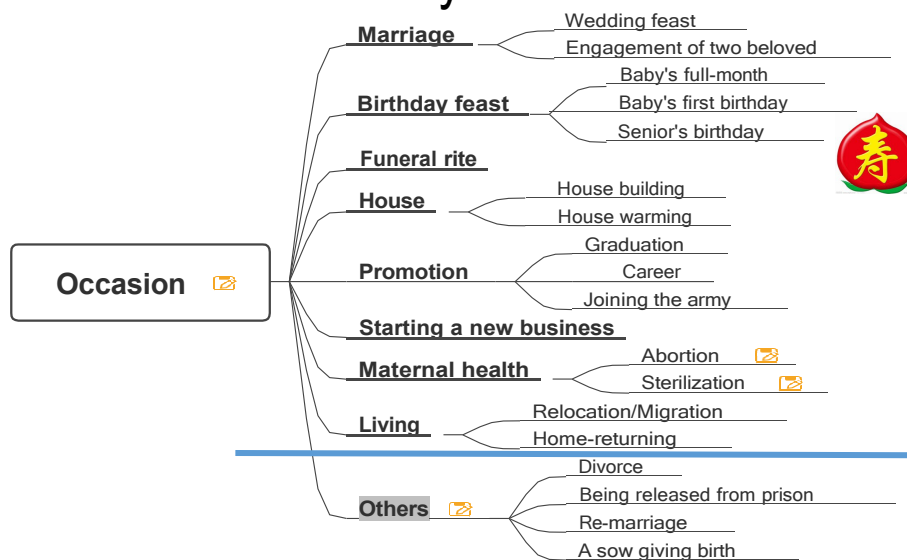 Marriage
Wedding feast
Engagement of two beloved
Birthday feast
Baby's full-month
Baby's first birthday
Senior's birthday
寿
Funeral rite
House
House building
House warming
Occasion
Promotion
Graduation
Career
Joining the army
Starting a new business
Maternal health
Abortion
Sterilization
Living
Relocation/Migration
Home-returning
Others
Divorce
Being released from prison
Re-marriage
A sow giving birth